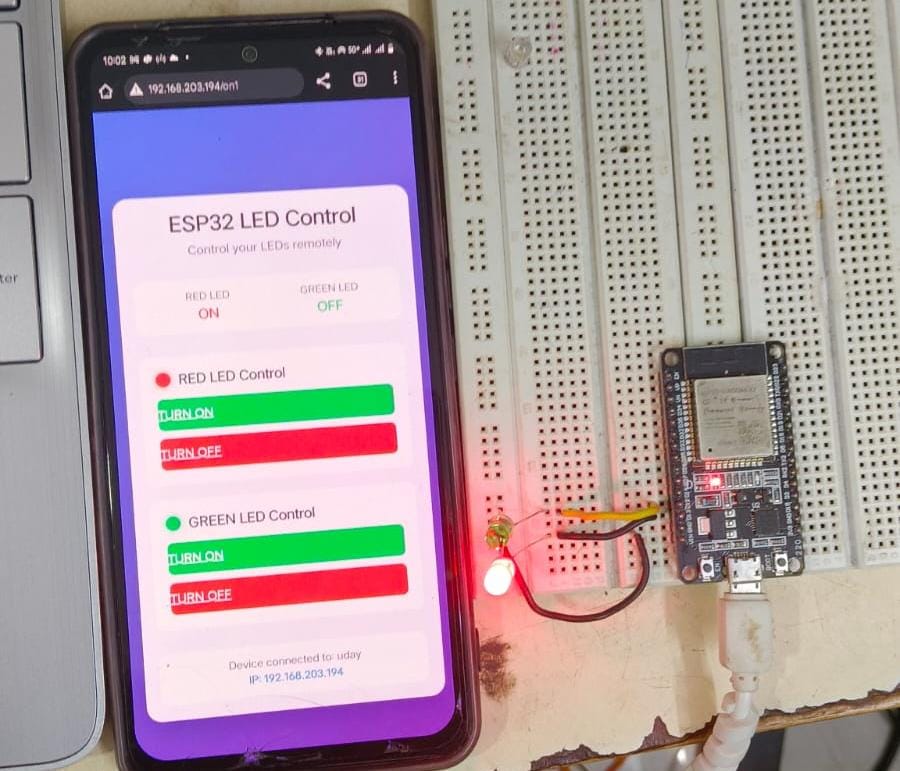 10:02
192.168.203.194/on1
ESP32 LED Control
Control your LEDs remotely
RED LED
ON
GREEN LED
OFF
RED LED Control
TURN ON
TURN OFF
GREEN LED Control
TURN ON
TURN OFF
Device connected to: uday
IP: 192.168.203.194
ter
EN